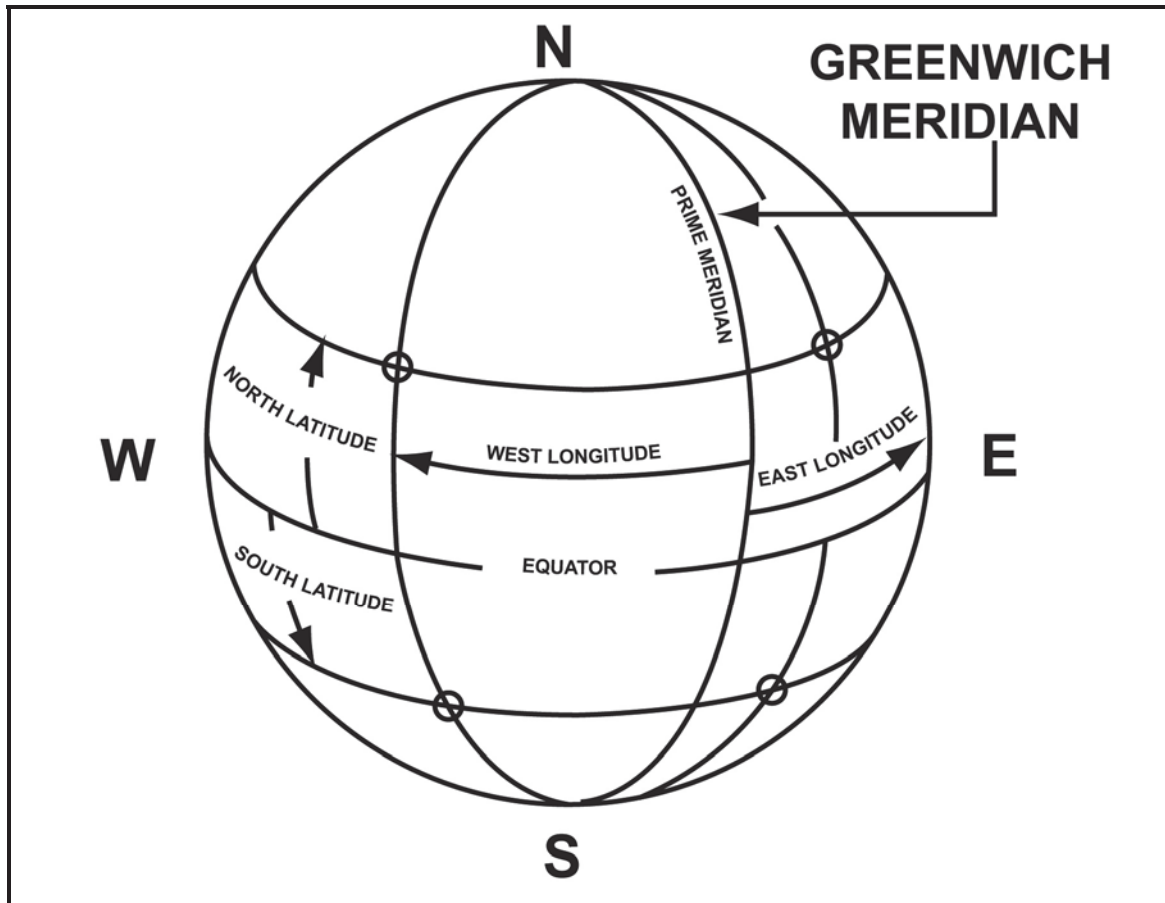 N
GREENWICH
MERIDIAN
PRIME MERIDIAN
NORTH LATITUDE
W
WEST LONGITUDE
EAST LONGITUDE
E
EQUATOR
SOUTH LATITUDE
S